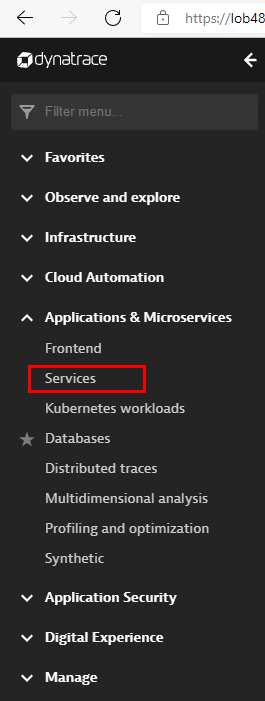 https://lob48
dynatrace
Filter menu...
Favorites
Observe and explore
Infrastructure
Cloud Automation
Applications & Microservices
Frontend
Services
Kubernetes workloads
Databases
Distributed traces
Multidimensional analysis
Profiling and optimization
Synthetic
Application Security
Digital Experience
Manage